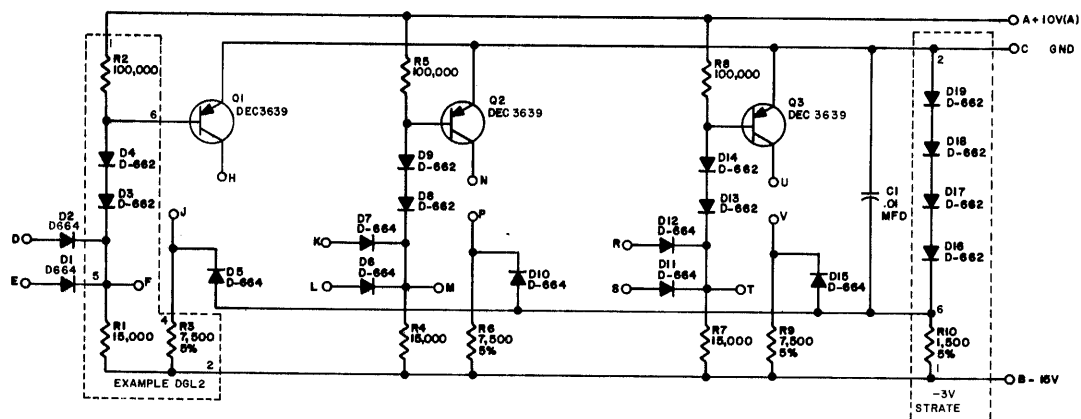 A+10V(A)
C GND
R2
100,000
6
Q1
DEC3639
D4
D-662
D3
D-662
D2
D664
D
D1
D664
E
5
F
H
J
D5
D-664
R1
15,000
4
R3
7,500
5%
2
EXAMPLE DGL2
R5
100,000
Q2
DEC 3639
D9
D-662
D8
D-662
D7
D-664
K
D6
D-664
L
M
N
P
D10
D-664
R4
15,000
R6
7,500
5%
R8
100,000
Q3
DEC 3639
D14
D-662
D13
D-662
D12
D-664
R
D11
D-664
S
T
U
V
D15
D-664
R7
15,000
R9
7,500
5%
C1
.01
MFD
2
D19
D-662
D18
D-662
D17
D-662
D16
D-662
6
R10
1,500
5%
1
B-15V
-3V
STRATE